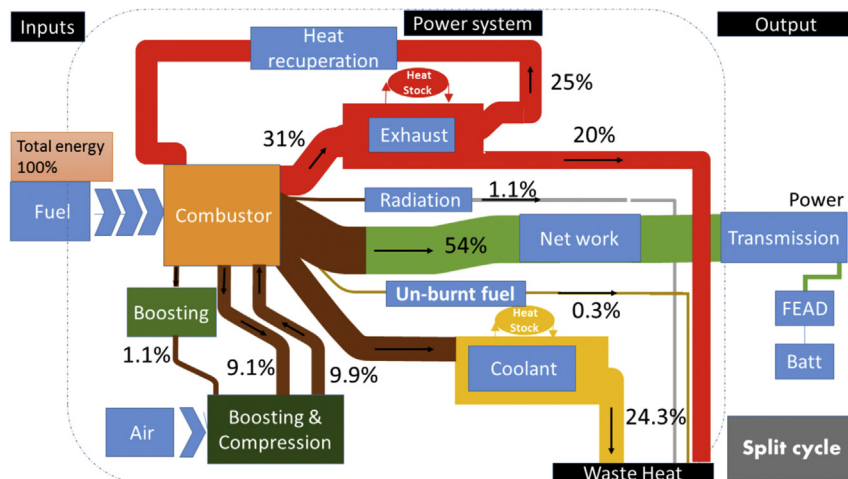 Inputs
Power system
Output
Heat
recuperation
Heat
Stock
25%
31%
Exhaust
20%
Total energy
100%
Fuel
Combustor
Radiation
1.1%
Power
54%
Net work
Transmission
Un-burnt fuel
0.3%
FEAD
Boosting
Heat
Stock
Batt
1.1%
9.1%
9.9%
Coolant
24.3%
Air
Boosting &
Compression
Split cycle
Waste Heat